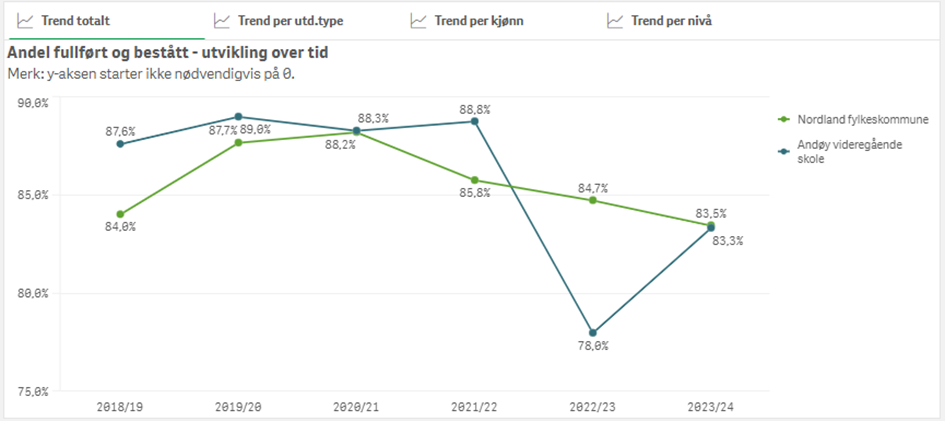 Trend totalt
Trend per utd.type
Trend per kjønn
Trend per nivå
Andel fullført og bestått - utvikling over tid
Merk: y-aksen starter ikke nødvendigvis på 0.
90,0%
85,0%
80,0%
75,0%
87,6%
84,0%
87,7% 89,0%
88,3%
88,2%
88,8%
85,8%
84,7%
78,0%
83,5%
83,3%
2018/19
2019/20
2020/21
2021/22
2022/23
2023/24
Nordland fylkeskommune
Andøy videregående
skole